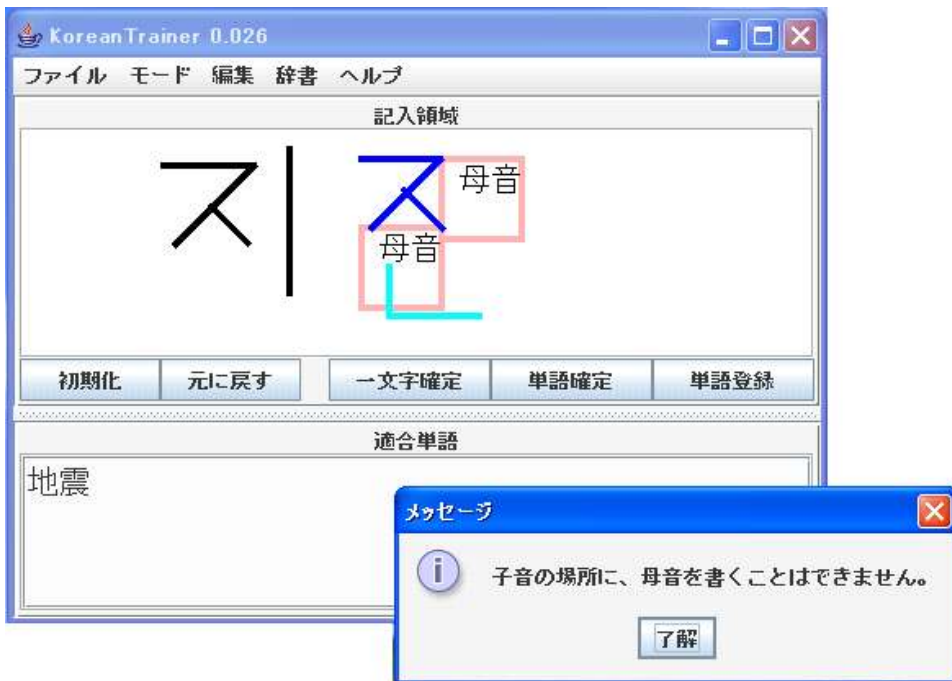 KoreanTrainer 0.026
ファイル モード 編集 辞書 ヘルプ
記入領域
지 ㅈ 母音
母音
ㄴ
初期化 元に戻す 一文字確定 単語確定 単語登録
適合単語
地震
メッセージ
子音の場所に、母音を書くことはできません。
了解